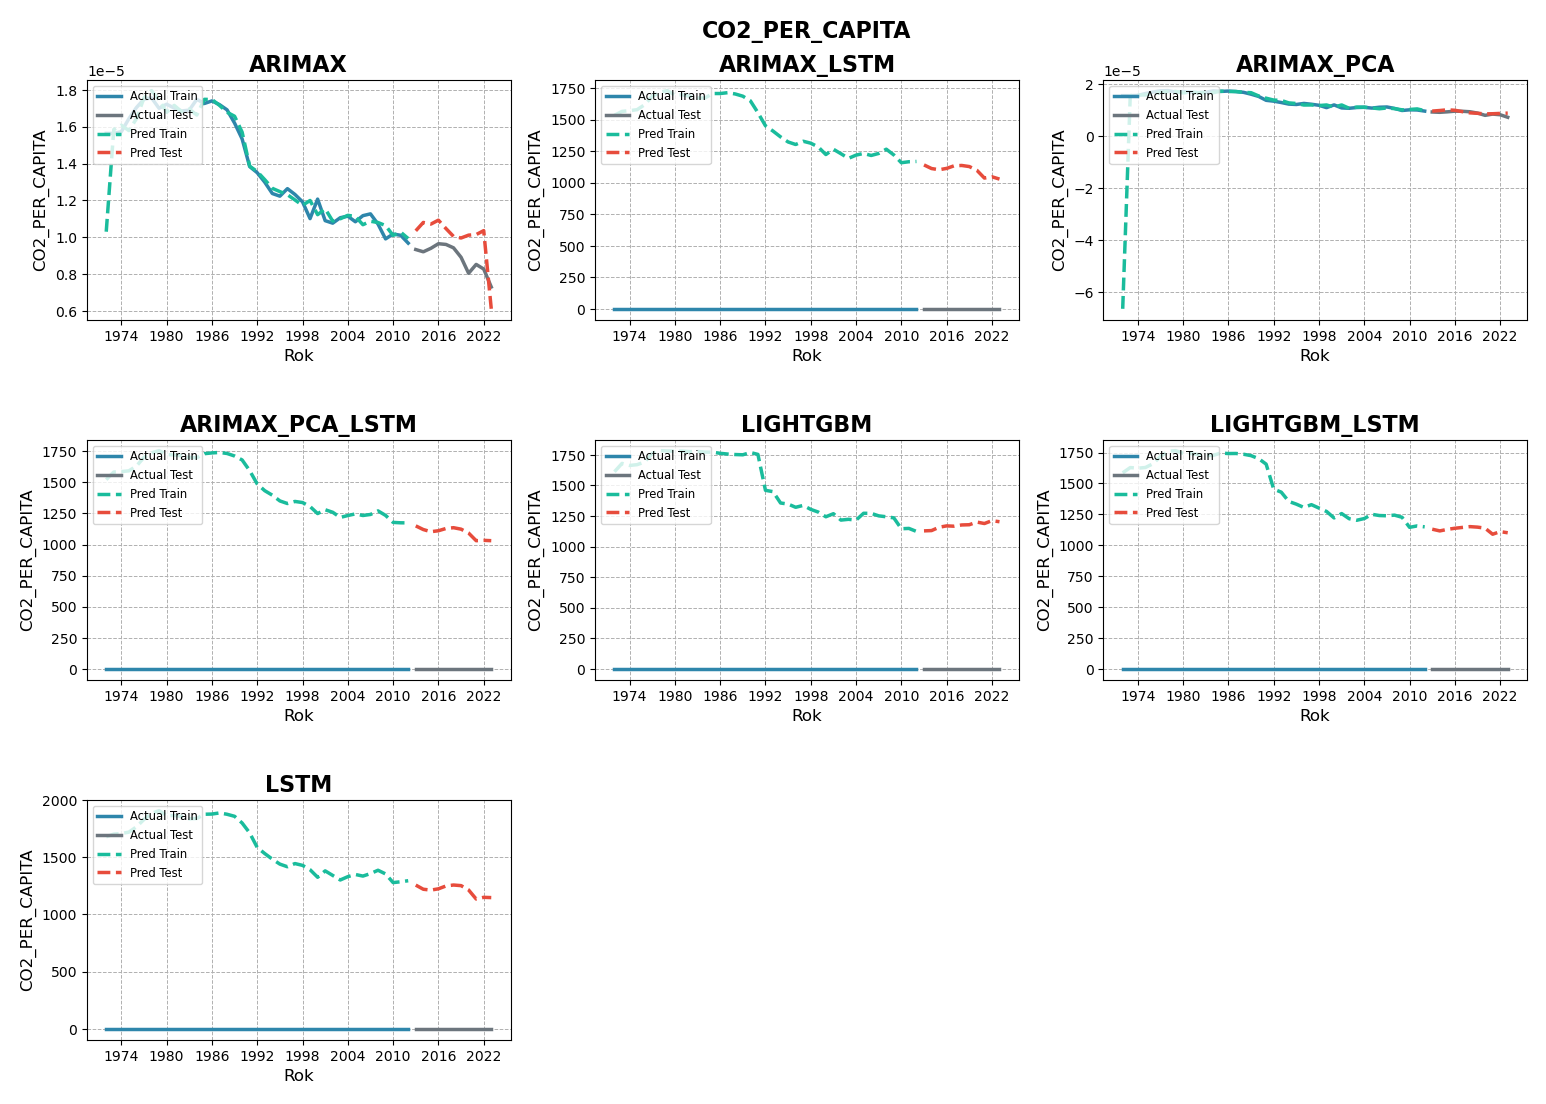 CO2_PER_CAPITA
ARIMAX
1e−5
CO2_PER_CAPITA
1.8
1.6
1.4
1.2
1.0
0.8
0.6
Actual Train
Actual Test
Pred Train
Pred Test
1974 1980 1986 1992 1998 2004 2010 2016 2022
Rok
ARIMAX_LSTM
CO2_PER_CAPITA
1750
1500
1250
1000
750
500
250
0
Actual Train
Actual Test
Pred Train
Pred Test
1974 1980 1986 1992 1998 2004 2010 2016 2022
Rok
ARIMAX_PCA
1e−5
CO2_PER_CAPITA
2
0
−2
−4
−6
Actual Train
Actual Test
Pred Train
Pred Test
1974 1980 1986 1992 1998 2004 2010 2016 2022
Rok
ARIMAX_PCA_LSTM
CO2_PER_CAPITA
1750
1500
1250
1000
750
500
250
0
Actual Train
Actual Test
Pred Train
Pred Test
1974 1980 1986 1992 1998 2004 2010 2016 2022
Rok
LIGHTGBM
CO2_PER_CAPITA
1750
1500
1250
1000
750
500
250
0
Actual Train
Actual Test
Pred Train
Pred Test
1974 1980 1986 1992 1998 2004 2010 2016 2022
Rok
LIGHTGBM_LSTM
CO2_PER_CAPITA
1750
1500
1250
1000
750
500
250
0
Actual Train
Actual Test
Pred Train
Pred Test
1974 1980 1986 1992 1998 2004 2010 2016 2022
Rok
LSTM
CO2_PER_CAPITA
2000
1500
1000
500
0
Actual Train
Actual Test
Pred Train
Pred Test
1974 1980 1986 1992 1998 2004 2010 2016 2022
Rok